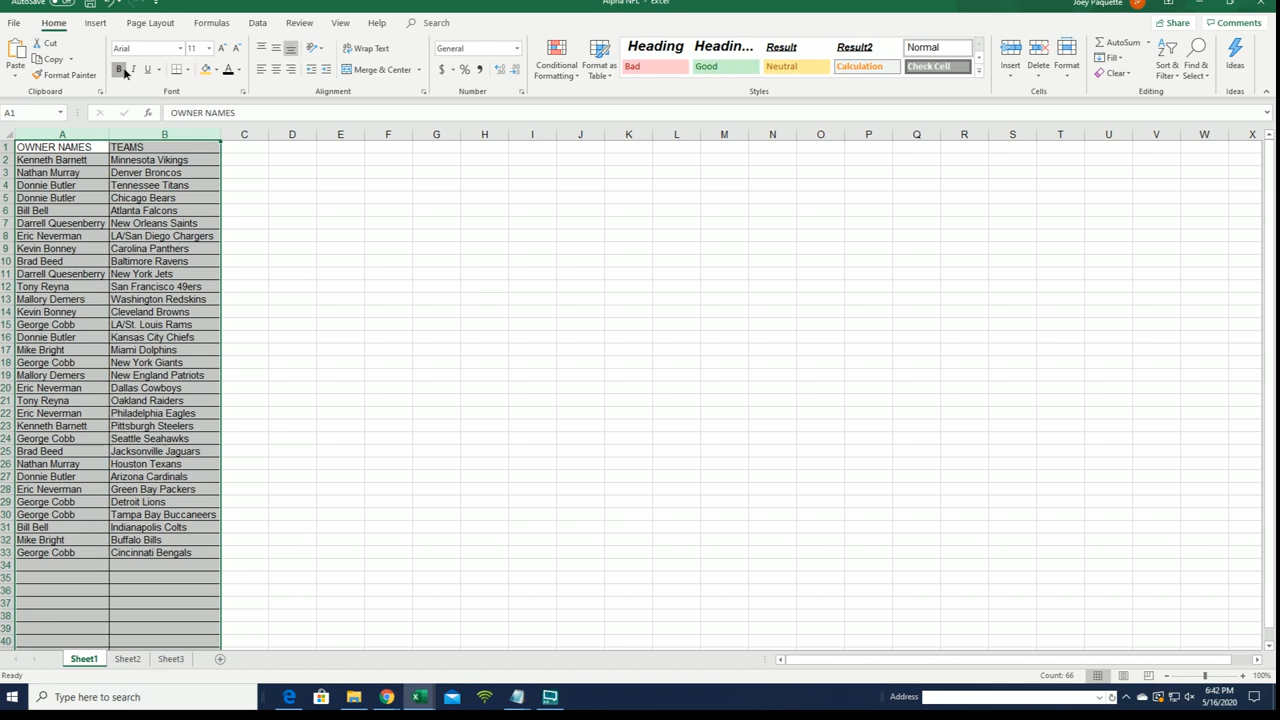 AutoSave Off Alpha NFL - Excel Joey Paquette JP
File Home Insert Page Layout Formulas Data Review View Help Search Share Comments
Paste Cut Copy Format Painter Clipboard
Arial 11 B I U Font
Wrap Text Merge & Center Alignment
General $ % Number
Conditional Formatting Format as Table
Heading Headin... Result Result2 Normal
Bad Good Neutral Calculation Check Cell
Styles
Insert Delete Format Cells
AutoSum Fill Clear Sort & Filter Find & Select Editing
Ideas Ideas
A1 fx OWNER NAMES
A B C D E F G H I J K L M N O P Q R S T U V W X
1 OWNER NAMES TEAMS
2 Kenneth Barnett Minnesota Vikings
3 Nathan Murray Denver Broncos
4 Donnie Butler Tennessee Titans
5 Donnie Butler Chicago Bears
6 Bill Bell Atlanta Falcons
7 Darrell Quesenberry New Orleans Saints
8 Eric Neverman LA/San Diego Chargers
9 Kevin Bonney Carolina Panthers
10 Brad Beed Baltimore Ravens
11 Darrell Quesenberry New York Jets
12 Tony Reyna San Francisco 49ers
13 Mallory Demers Washington Redskins
14 Kevin Bonney Cleveland Browns
15 George Cobb LA/St. Louis Rams
16 Donnie Butler Kansas City Chiefs
17 Mike Bright Miami Dolphins
18 George Cobb New York Giants
19 Mallory Demers New England Patriots
20 Eric Neverman Dallas Cowboys
21 Tony Reyna Oakland Raiders
22 Eric Neverman Philadelphia Eagles
23 Kenneth Barnett Pittsburgh Steelers
24 George Cobb Seattle Seahawks
25 Brad Beed Jacksonville Jaguars
26 Nathan Murray Houston Texans
27 Donnie Butler Arizona Cardinals
28 Eric Neverman Green Bay Packers
29 George Cobb Detroit Lions
30 George Cobb Tampa Bay Buccaneers
31 Bill Bell Indianapolis Colts
32 Mike Bright Buffalo Bills
33 George Cobb Cincinnati Bengals
34
35
36
37
38
39
40
Sheet1 Sheet2 Sheet3
Ready Count: 66 100%
Type here to search Address 6:42 PM
5/16/2020